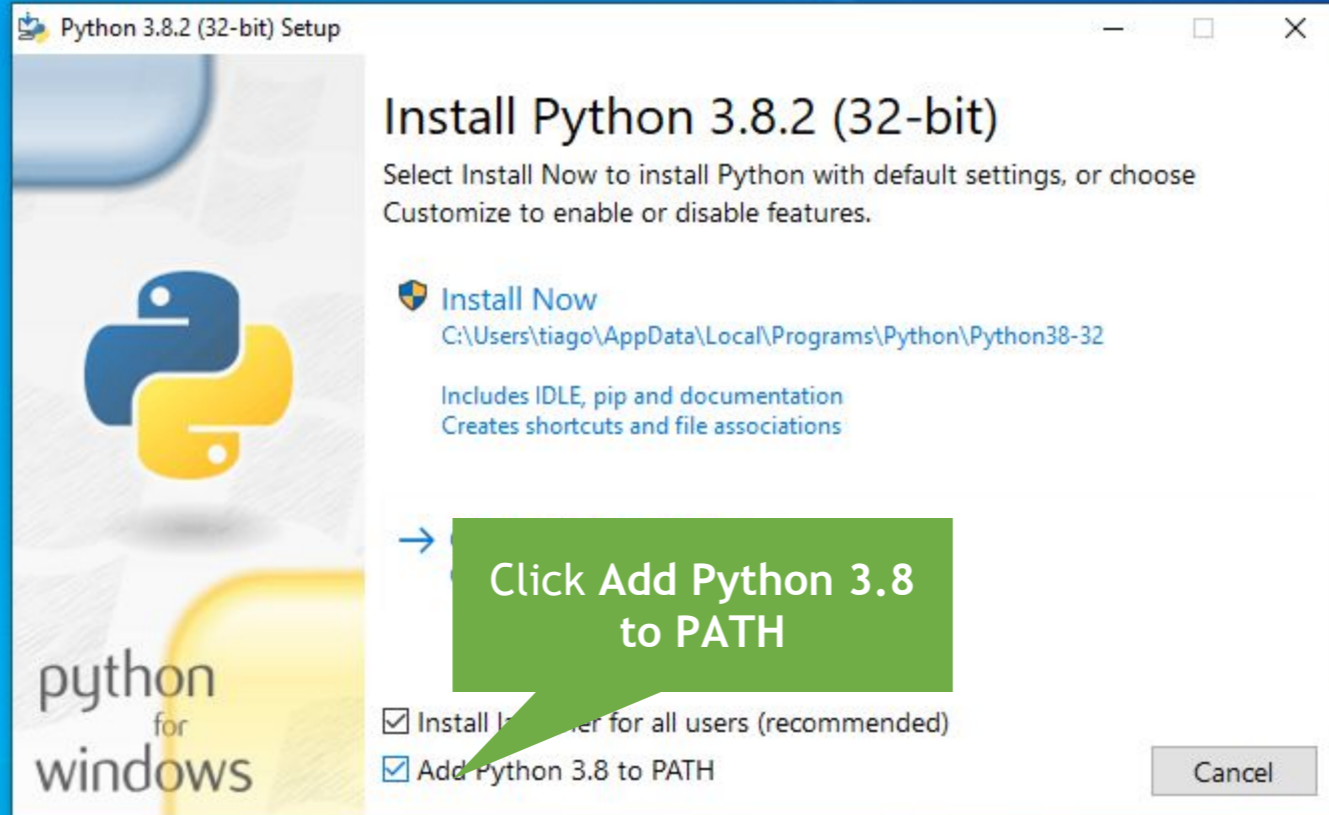 Python 3.8.2 (32-bit) Setup
Install Python 3.8.2 (32-bit)
Select Install Now to install Python with default settings, or choose
Customize to enable or disable features.
Install Now
C:\Users\tiago\AppData\Local\Programs\Python\Python38-32
Includes IDLE, pip and documentation
Creates shortcuts and file associations
Click Add Python 3.8
to PATH
Install for all users (recommended)
Add Python 3.8 to PATH
python
for
windows
Cancel